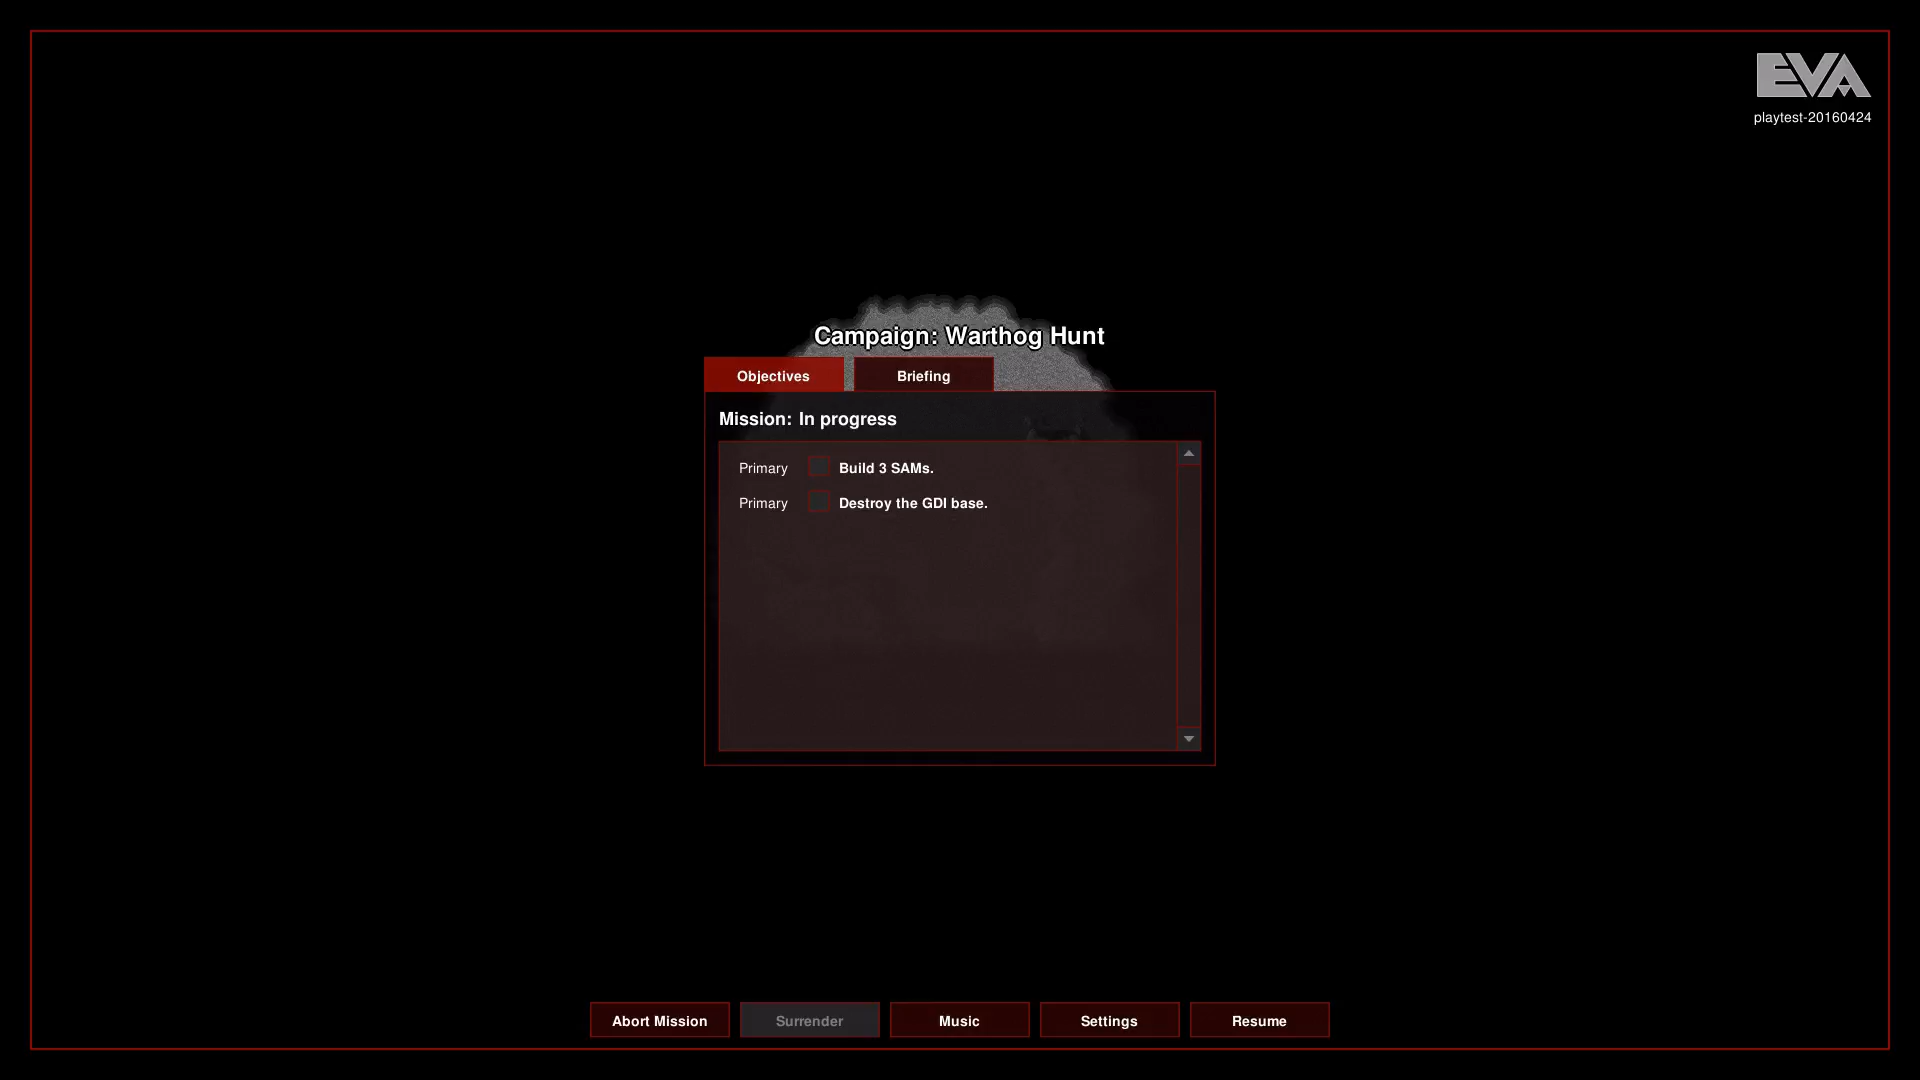 EVA
playtest-20160424
Campaign: Warthog Hunt
Objectives Briefing
Mission: In progress
Primary Build 3 SAMs.
Primary Destroy the GDI base.
Abort Mission Surrender Music Settings Resume